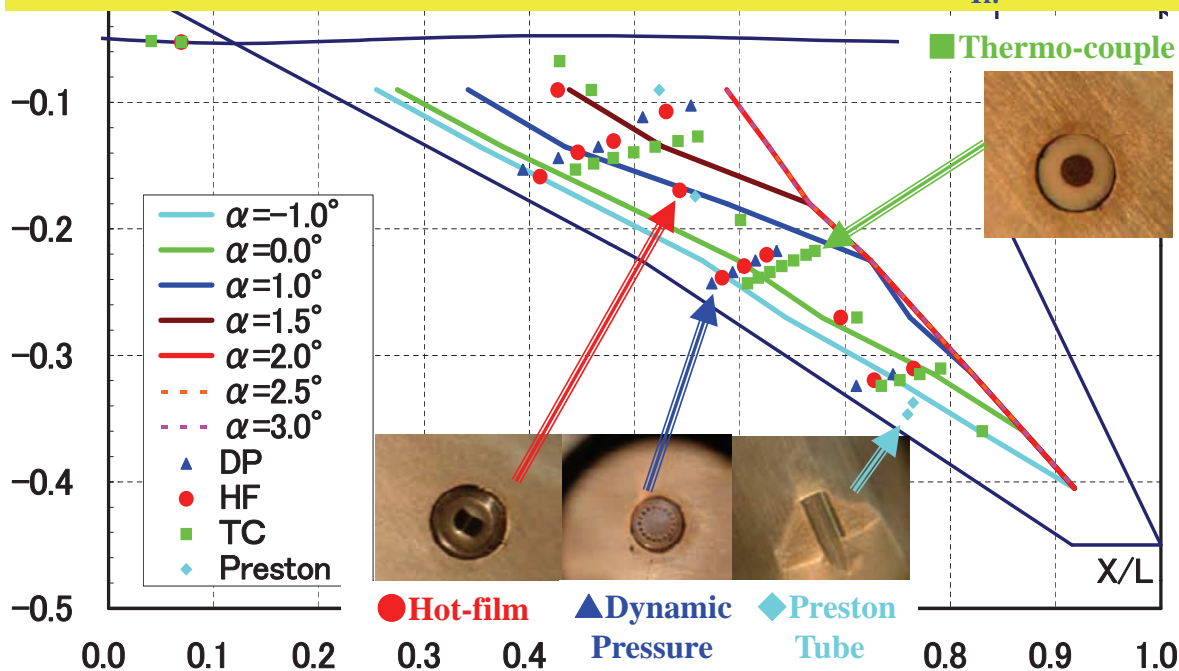 n.
Thermo-couple
-0.1
-0.2
-0.3
-0.4
-0.5
α=-1.0°
α=0.0°
α=1.0°
α=1.5°
α=2.0°
α=2.5°
α=3.0°
DP
HF
TC
Preston
X/L
Hot-film
Dynamic
Pressure
Preston
Tube
0.0 0.1 0.2 0.3 0.4 0.8 0.9 1.0